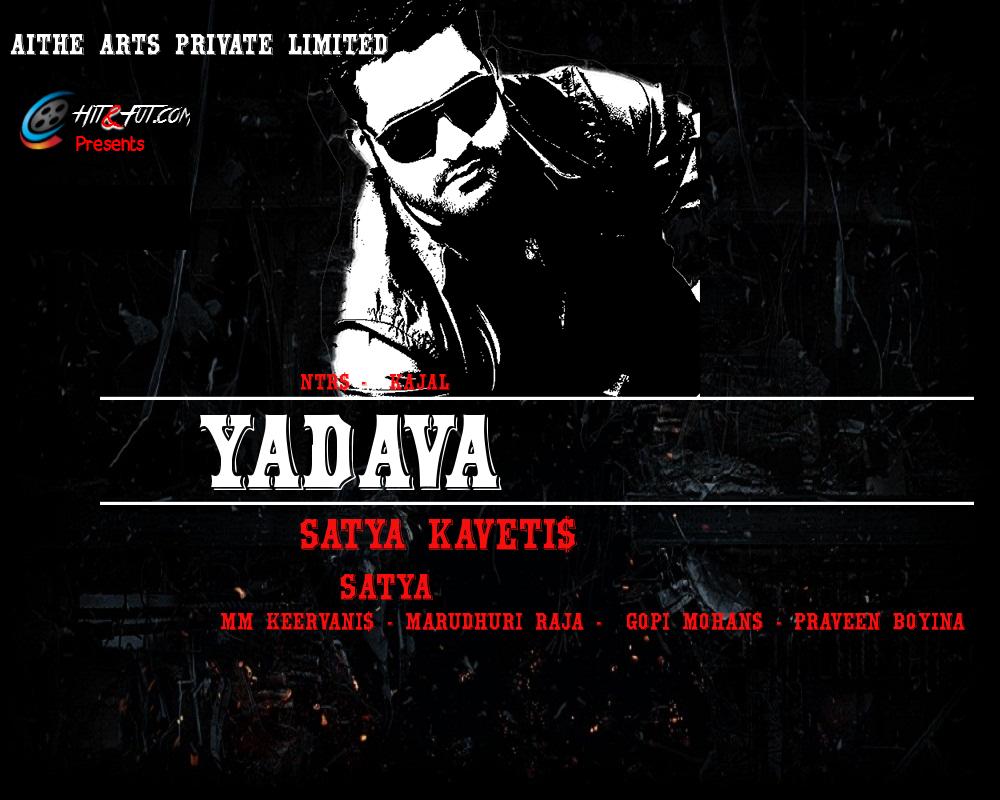 AITHE ARTS PRIVATE LIMITED
HIT&FUT.COM
Presents
NTR$ - KAJAL
YADAVA
SATYA KAVETI$
SATYA
MM KEERVANI$ - MARUDHURI RAJA - GOPI MOHAN$ - PRAVEEN BOYINA